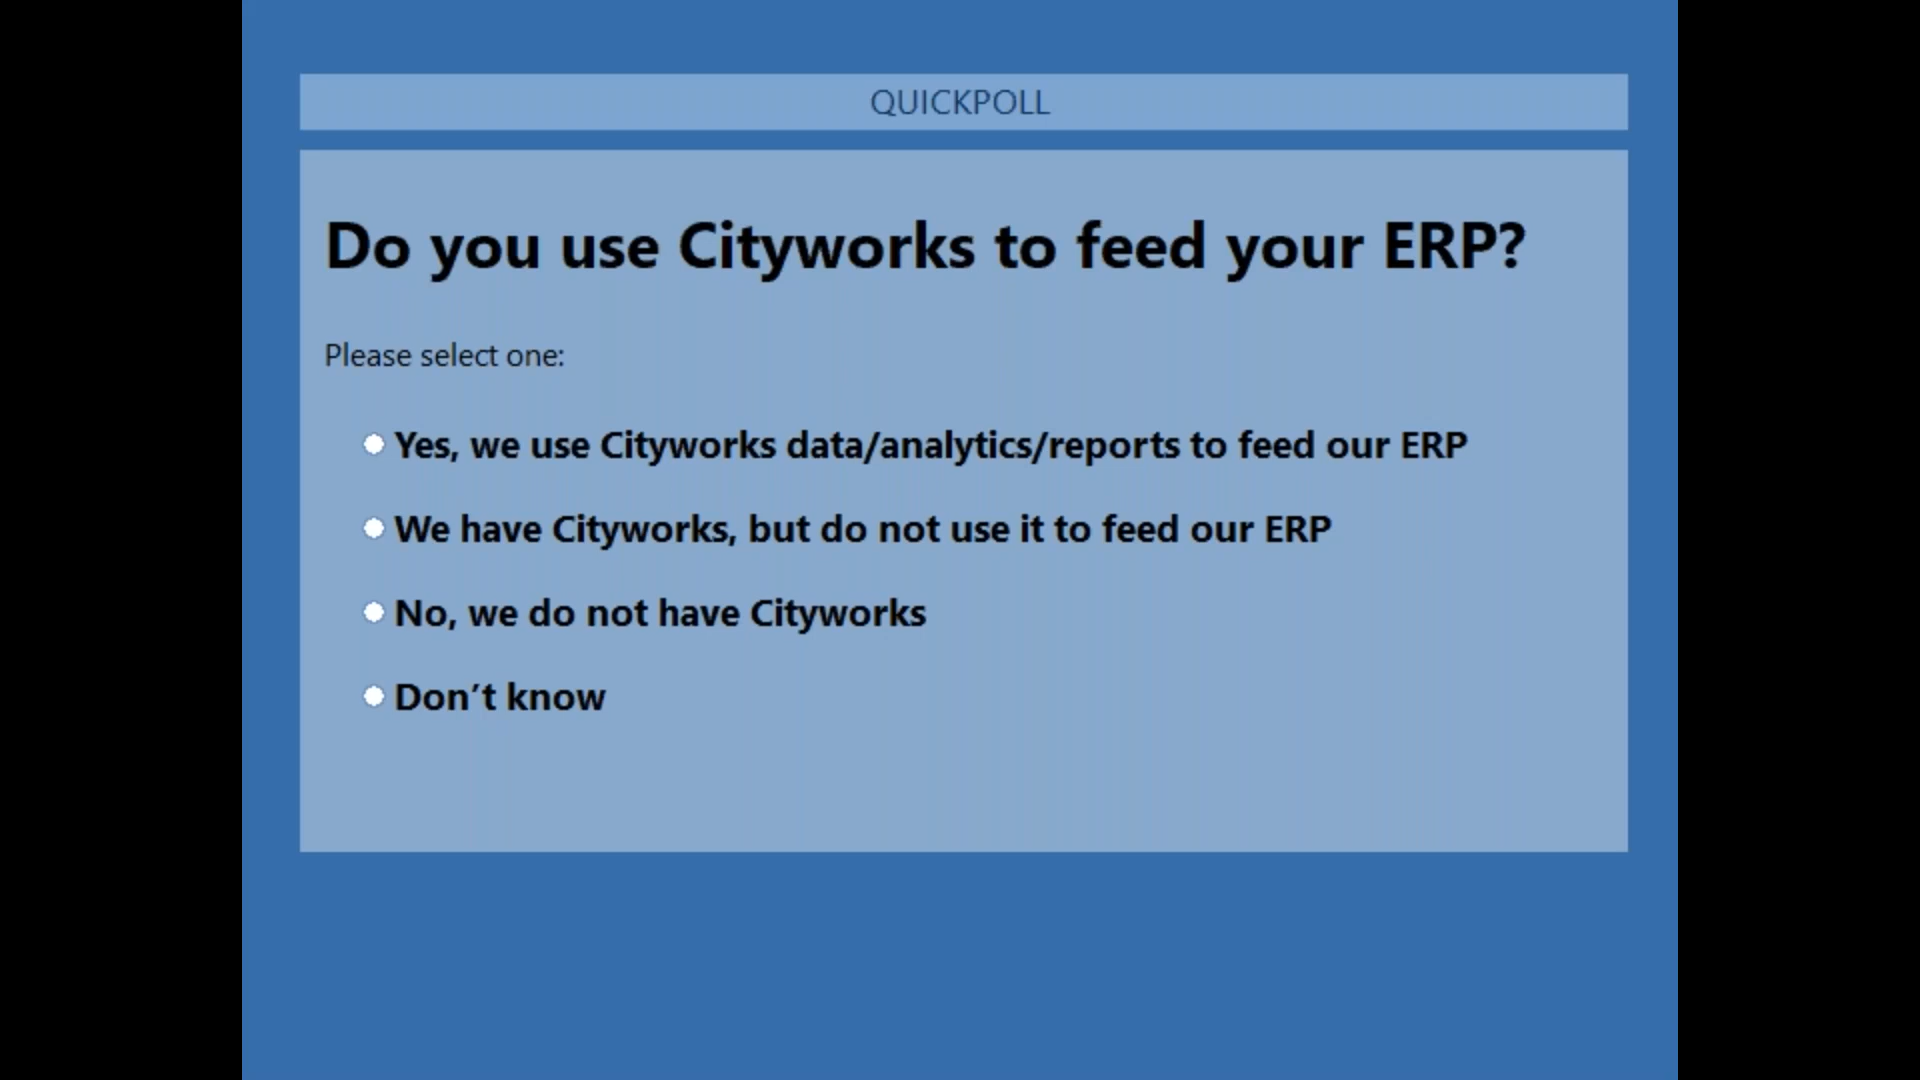 QUICKPOLL
Do you use Cityworks to feed your ERP?
Please select one:
Yes, we use Cityworks data/analytics/reports to feed our ERP
We have Cityworks, but do not use it to feed our ERP
No, we do not have Cityworks
Don’t know